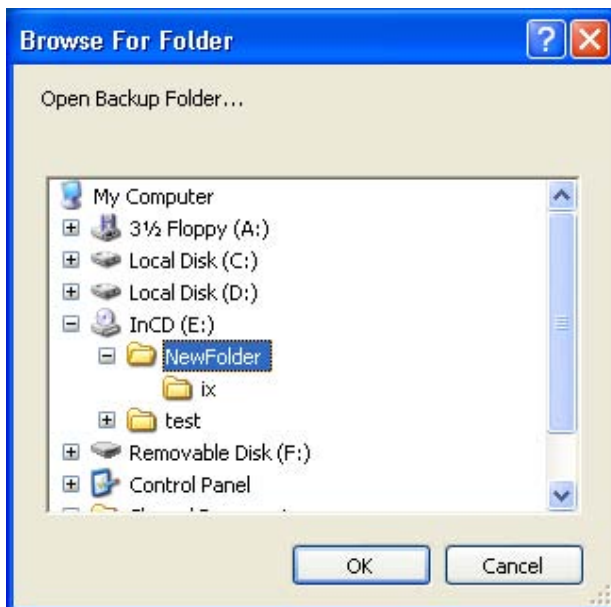 Browse For Folder
Open Backup Folder...
My Computer
3½ Floppy (A:)
Local Disk (C:)
Local Disk (D:)
InCD (E:)
NewFolder
ix
test
Removable Disk (F:)
Control Panel
OK Cancel